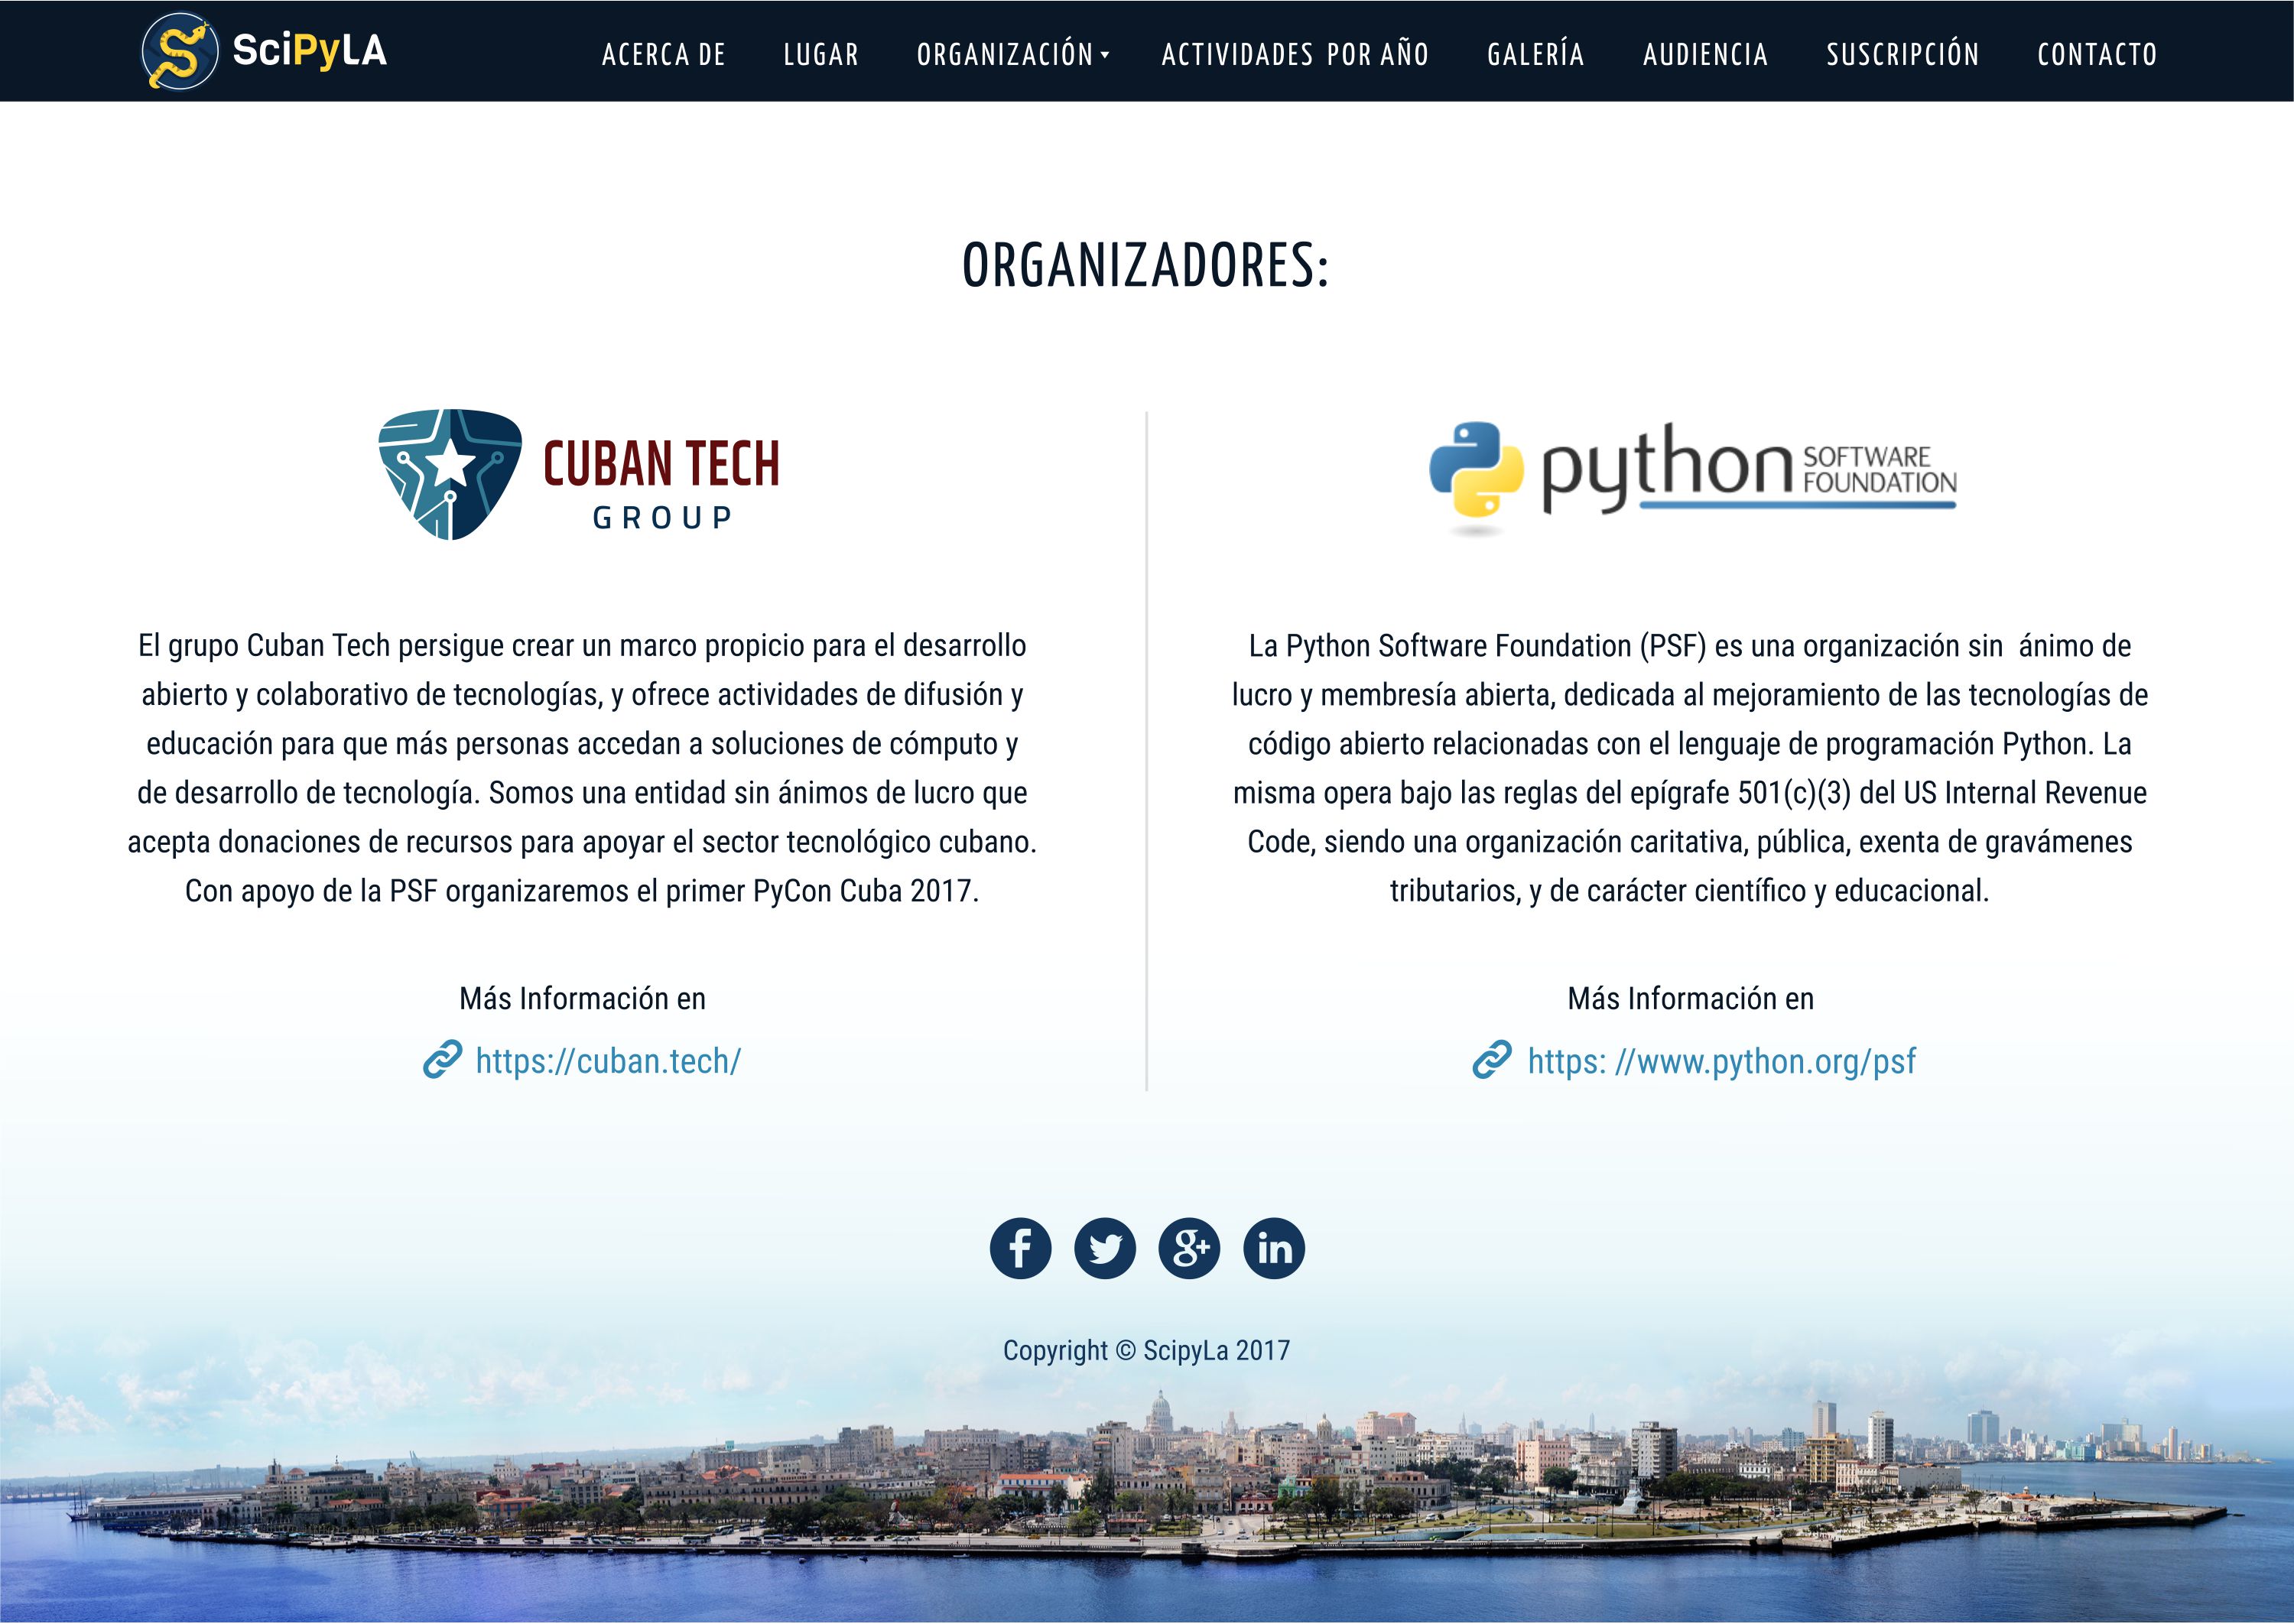 SciPyLA
ACERCA DE LUGAR ORGANIZACIÓN ACTIVIDADES POR AÑO GALERÍA AUDIENCIA SUSCRIPCIÓN CONTACTO
ORGANIZADORES:
CUBAN TECH
GROUP
El grupo Cuban Tech persigue crear un marco propicio para el desarrollo
abierto y colaborativo de tecnologías, y ofrece actividades de difusión y
educación para que más personas accedan a soluciones de cómputo y
de desarrollo de tecnología. Somos una entidad sin ánimos de lucro que
acepta donaciones de recursos para apoyar el sector tecnológico cubano.
Con apoyo de la PSF organizaremos el primer PyCon Cuba 2017.
Más Información en
https://cuban.tech/
python SOFTWARE
FOUNDATION
La Python Software Foundation (PSF) es una organización sin ánimo de
lucro y membresía abierta, dedicada al mejoramiento de las tecnologías de
código abierto relacionadas con el lenguaje de programación Python. La
misma opera bajo las reglas del epígrafe 501(c)(3) del US Internal Revenue
Code, siendo una organización caritativa, pública, exenta de gravámenes
tributarios, y de carácter científico y educacional.
Más Información en
https: //www.python.org/psf
f g+ in
Copyright © ScipyLa 2017